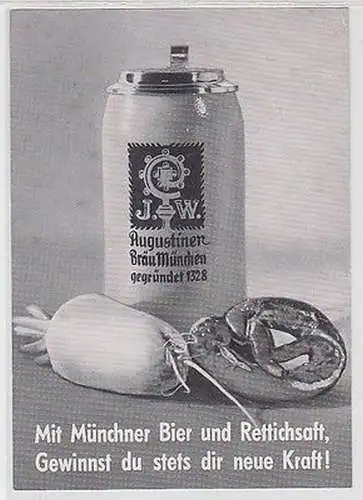 J. W.
Augustiner
Bräu München
gegründet 1328
Mit Münchner Bier und Rettichsaft,
Gewinnst du stets dir neue Kraft!